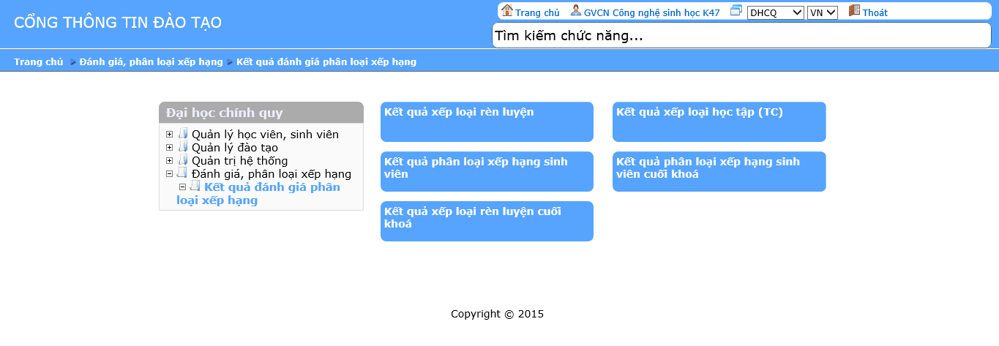 CỔNG THÔNG TIN ĐÀO TẠO
Trang chủ GVCN Công nghệ sinh học K47 DHCQ VN Thoát
Tìm kiếm chức năng...
Trang chủ > Đánh giá, phân loại xếp hạng > Kết quả đánh giá phân loại xếp hạng
Đại học chính quy
Quản lý học viên, sinh viên
Quản lý đào tạo
Quản trị hệ thống
Đánh giá, phân loại xếp hạng
Kết quả đánh giá phân
loại xếp hạng
Kết quả xếp loại rèn luyện
Kết quả xếp loại học tập (TC)
Kết quả phân loại xếp hạng sinh
viên
Kết quả phân loại xếp hạng sinh
viên cuối khoá
Kết quả xếp loại rèn luyện cuối
khoá
Copyright © 2015